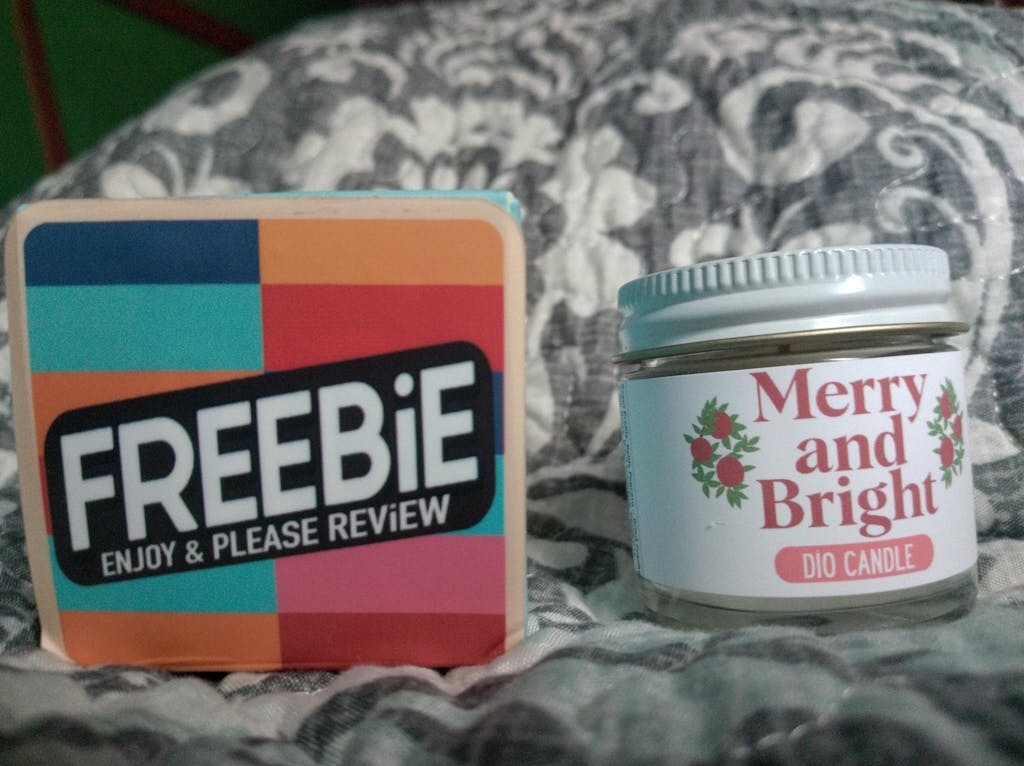 FREEBiE
ENJOY & PLEASE REViEW
Merry
and
Bright
DIO CANDLE